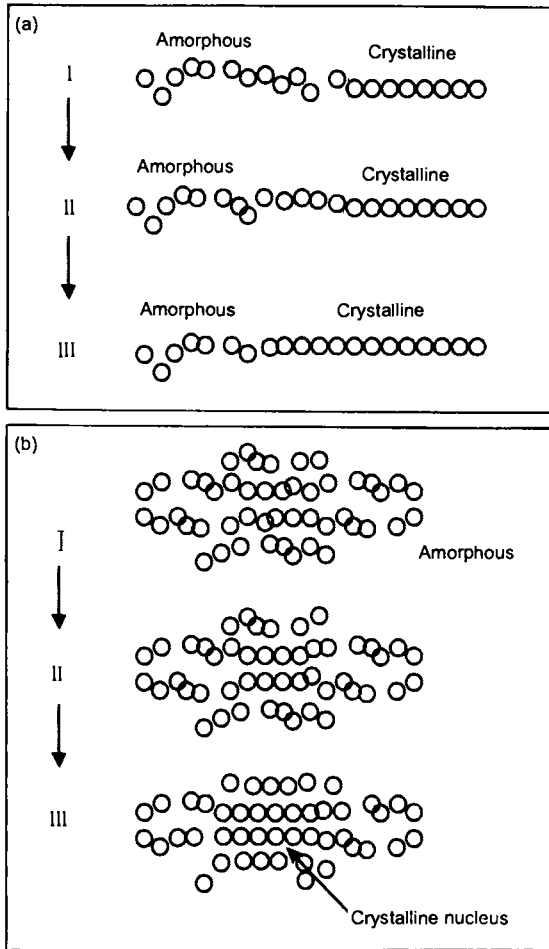 (a)
Amorphous
Crystalline
I
Amorphous
Crystalline
II
Amorphous
Crystalline
III
(b)
I
Amorphous
II
III
Crystalline nucleus